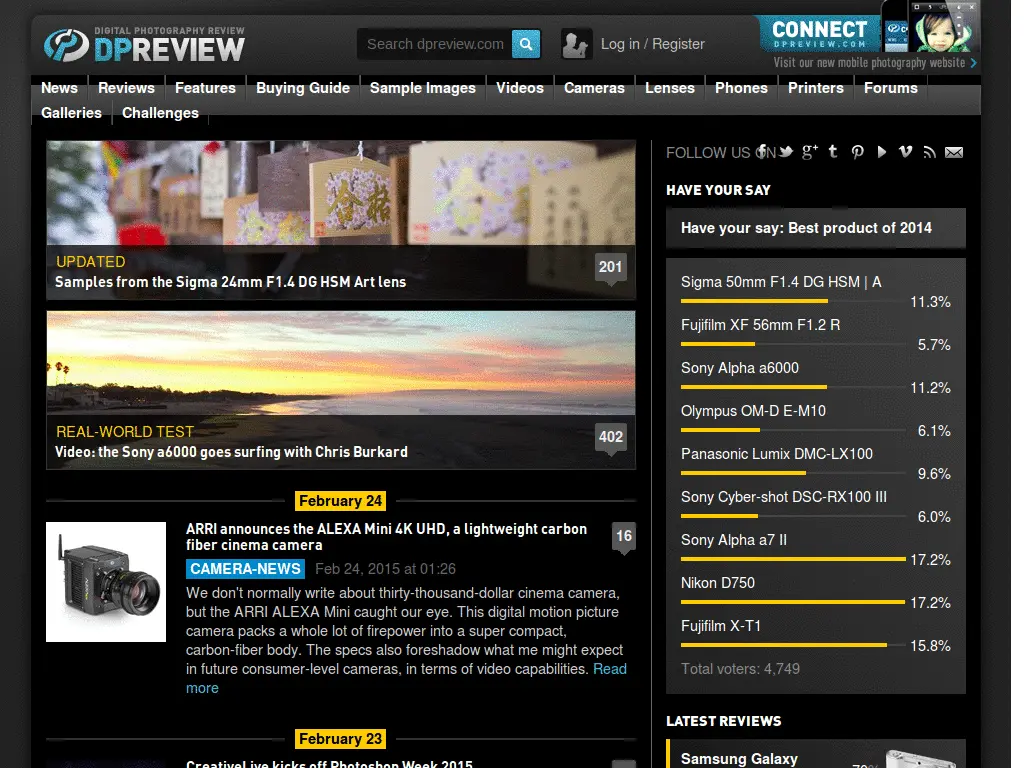 DIGITAL PHOTOGRAPHY REVIEW
DPREVIEW
Search dpreview.com
Log in / Register
CONNECT
DPREVIEW.COM
Visit our new mobile photography website
News Reviews Features Buying Guide Sample Images Videos Cameras Lenses Phones Printers Forums
Galleries Challenges
合格
UPDATED
Samples from the Sigma 24mm F1.4 DG HSM Art lens
201
REAL-WORLD TEST
Video: the Sony a6000 goes surfing with Chris Burkard
402
February 24
ARRI announces the ALEXA Mini 4K UHD, a lightweight carbon
fiber cinema camera
16
CAMERA-NEWS Feb 24, 2015 at 01:26
We don't normally write about thirty-thousand-dollar cinema camera,
but the ARRI ALEXA Mini caught our eye. This digital motion picture
camera packs a whole lot of firepower into a super compact,
carbon-fiber body. The specs also foreshadow what me might expect
in future consumer-level cameras, in terms of video capabilities. Read
more
February 23
CreativeLive kicks off Photoshop Week 2015
FOLLOW US ON
HAVE YOUR SAY
Have your say: Best product of 2014
Sigma 50mm F1.4 DG HSM | A
11.3%
Fujifilm XF 56mm F1.2 R
5.7%
Sony Alpha a6000
11.2%
Olympus OM-D E-M10
6.1%
Panasonic Lumix DMC-LX100
9.6%
Sony Cyber-shot DSC-RX100 III
6.0%
Sony Alpha a7 II
17.2%
Nikon D750
17.2%
Fujifilm X-T1
15.8%
Total voters: 4,749
LATEST REVIEWS
Samsung Galaxy